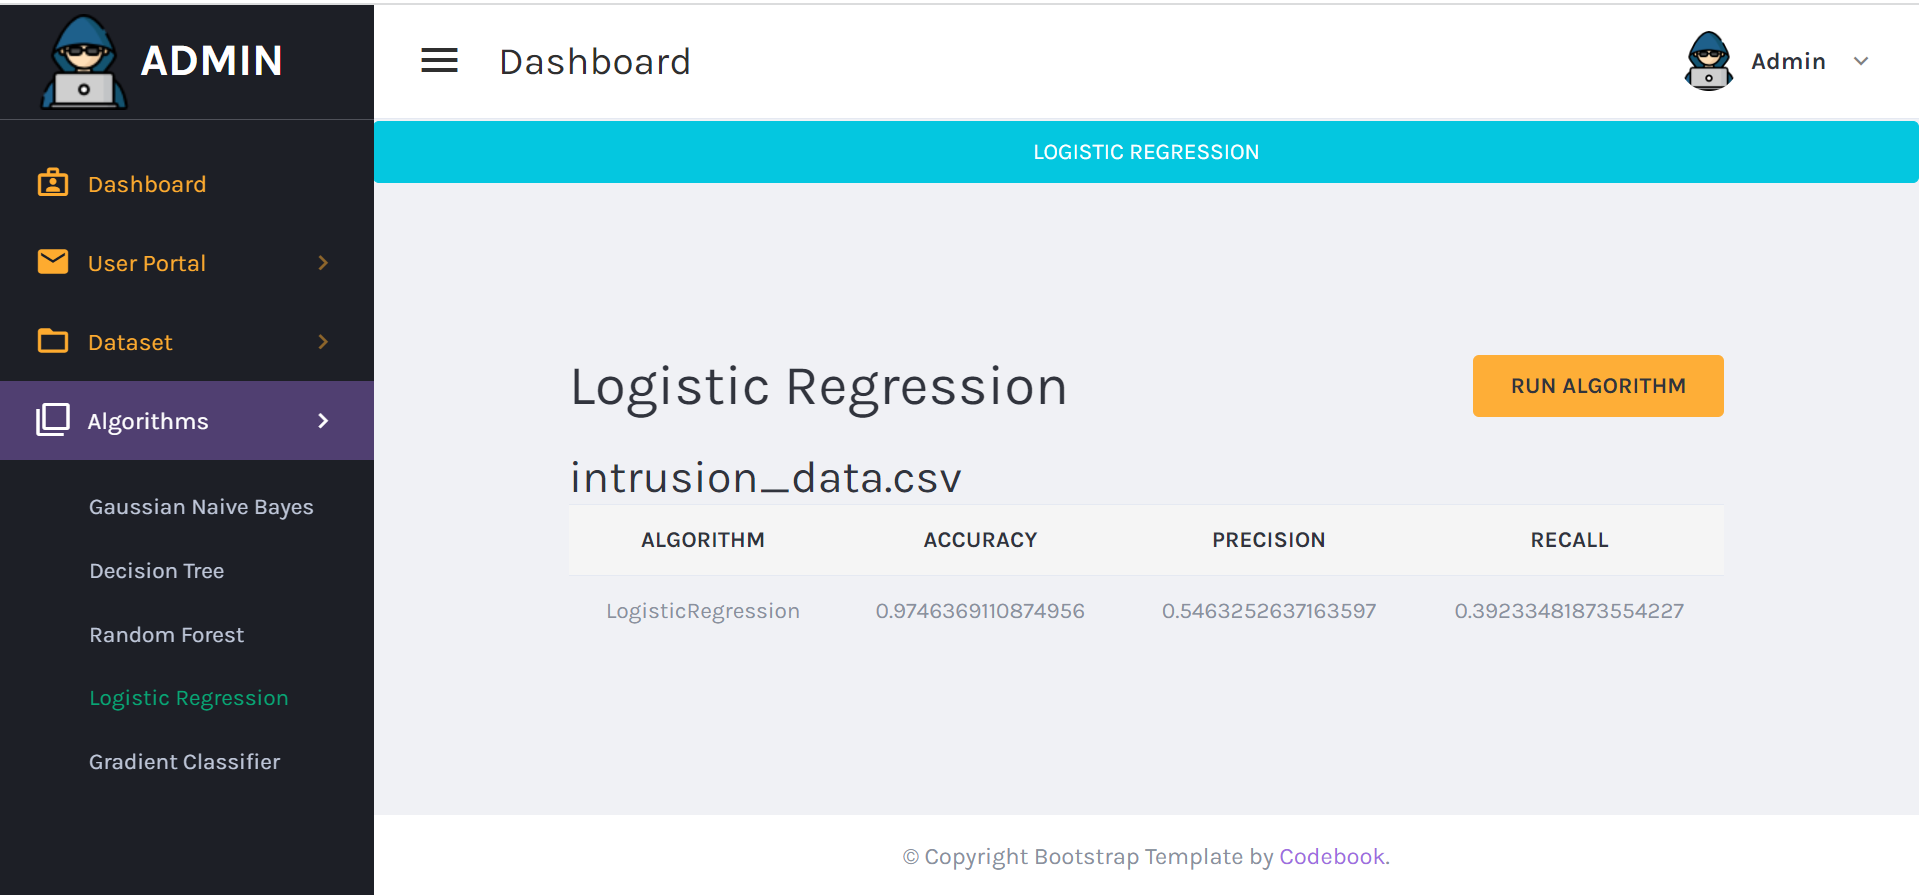 ADMIN
Dashboard
Admin
LOGISTIC REGRESSION
Dashboard
User Portal
Dataset
Algorithms
Gaussian Naive Bayes
Decision Tree
Random Forest
Logistic Regression
Gradient Classifier
Logistic Regression
RUN ALGORITHM
intrusion_data.csv
ALGORITHM ACCURACY PRECISION RECALL
LogisticRegression 0.9746369110874956 0.5463252637163597 0.39233481873554227
© Copyright Bootstrap Template by Codebook.